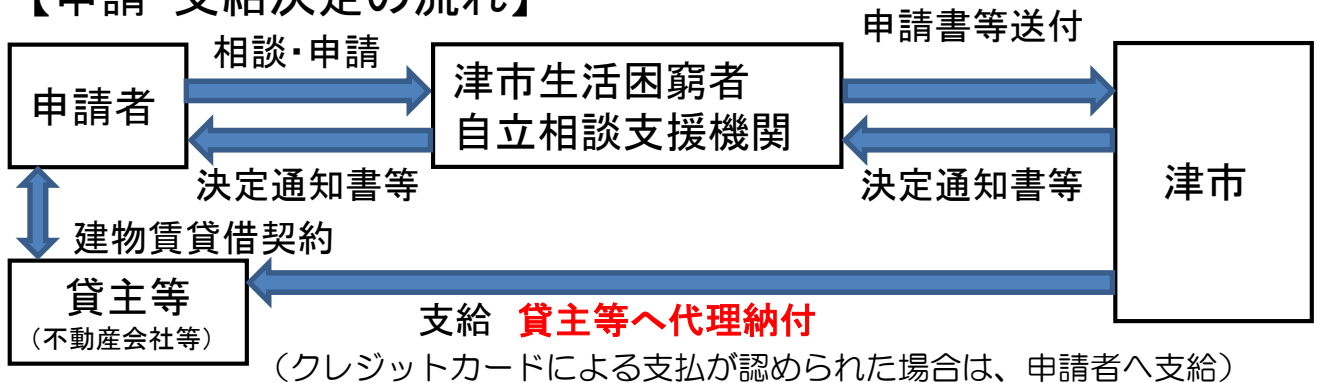 【申請・支給決定の流れ】
相談・申請
申請書等送付
申請者
津市生活困窮者
自立相談支援機関
津市
決定通知書等
決定通知書等
建物賃貸借契約
貸主等
（不動産会社等）
支給　貸主等へ代理納付
（クレジットカードによる支払が認められた場合は、申請者へ支給）